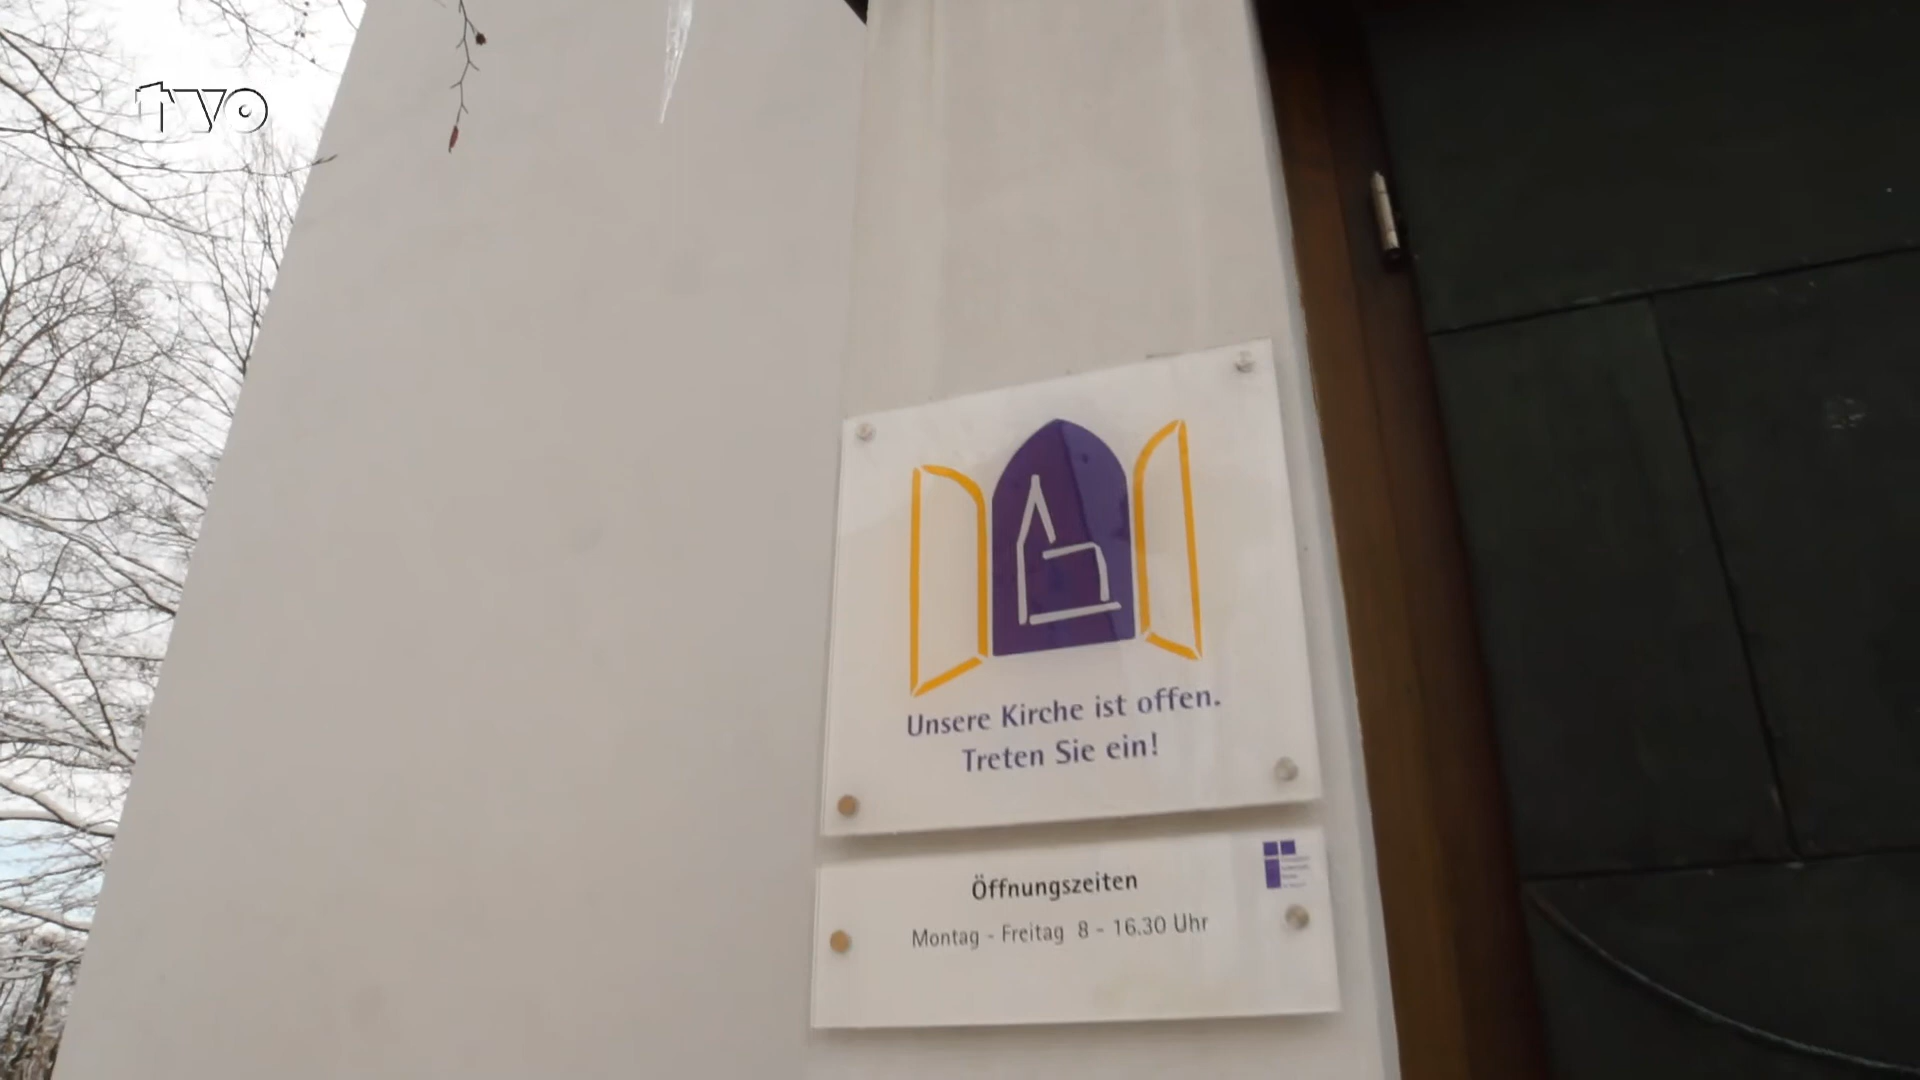 tvo
Unsere Kirche ist offen.
Treten Sie ein!
Öffnungszeiten
Montag - Freitag 8 - 16.30 Uhr